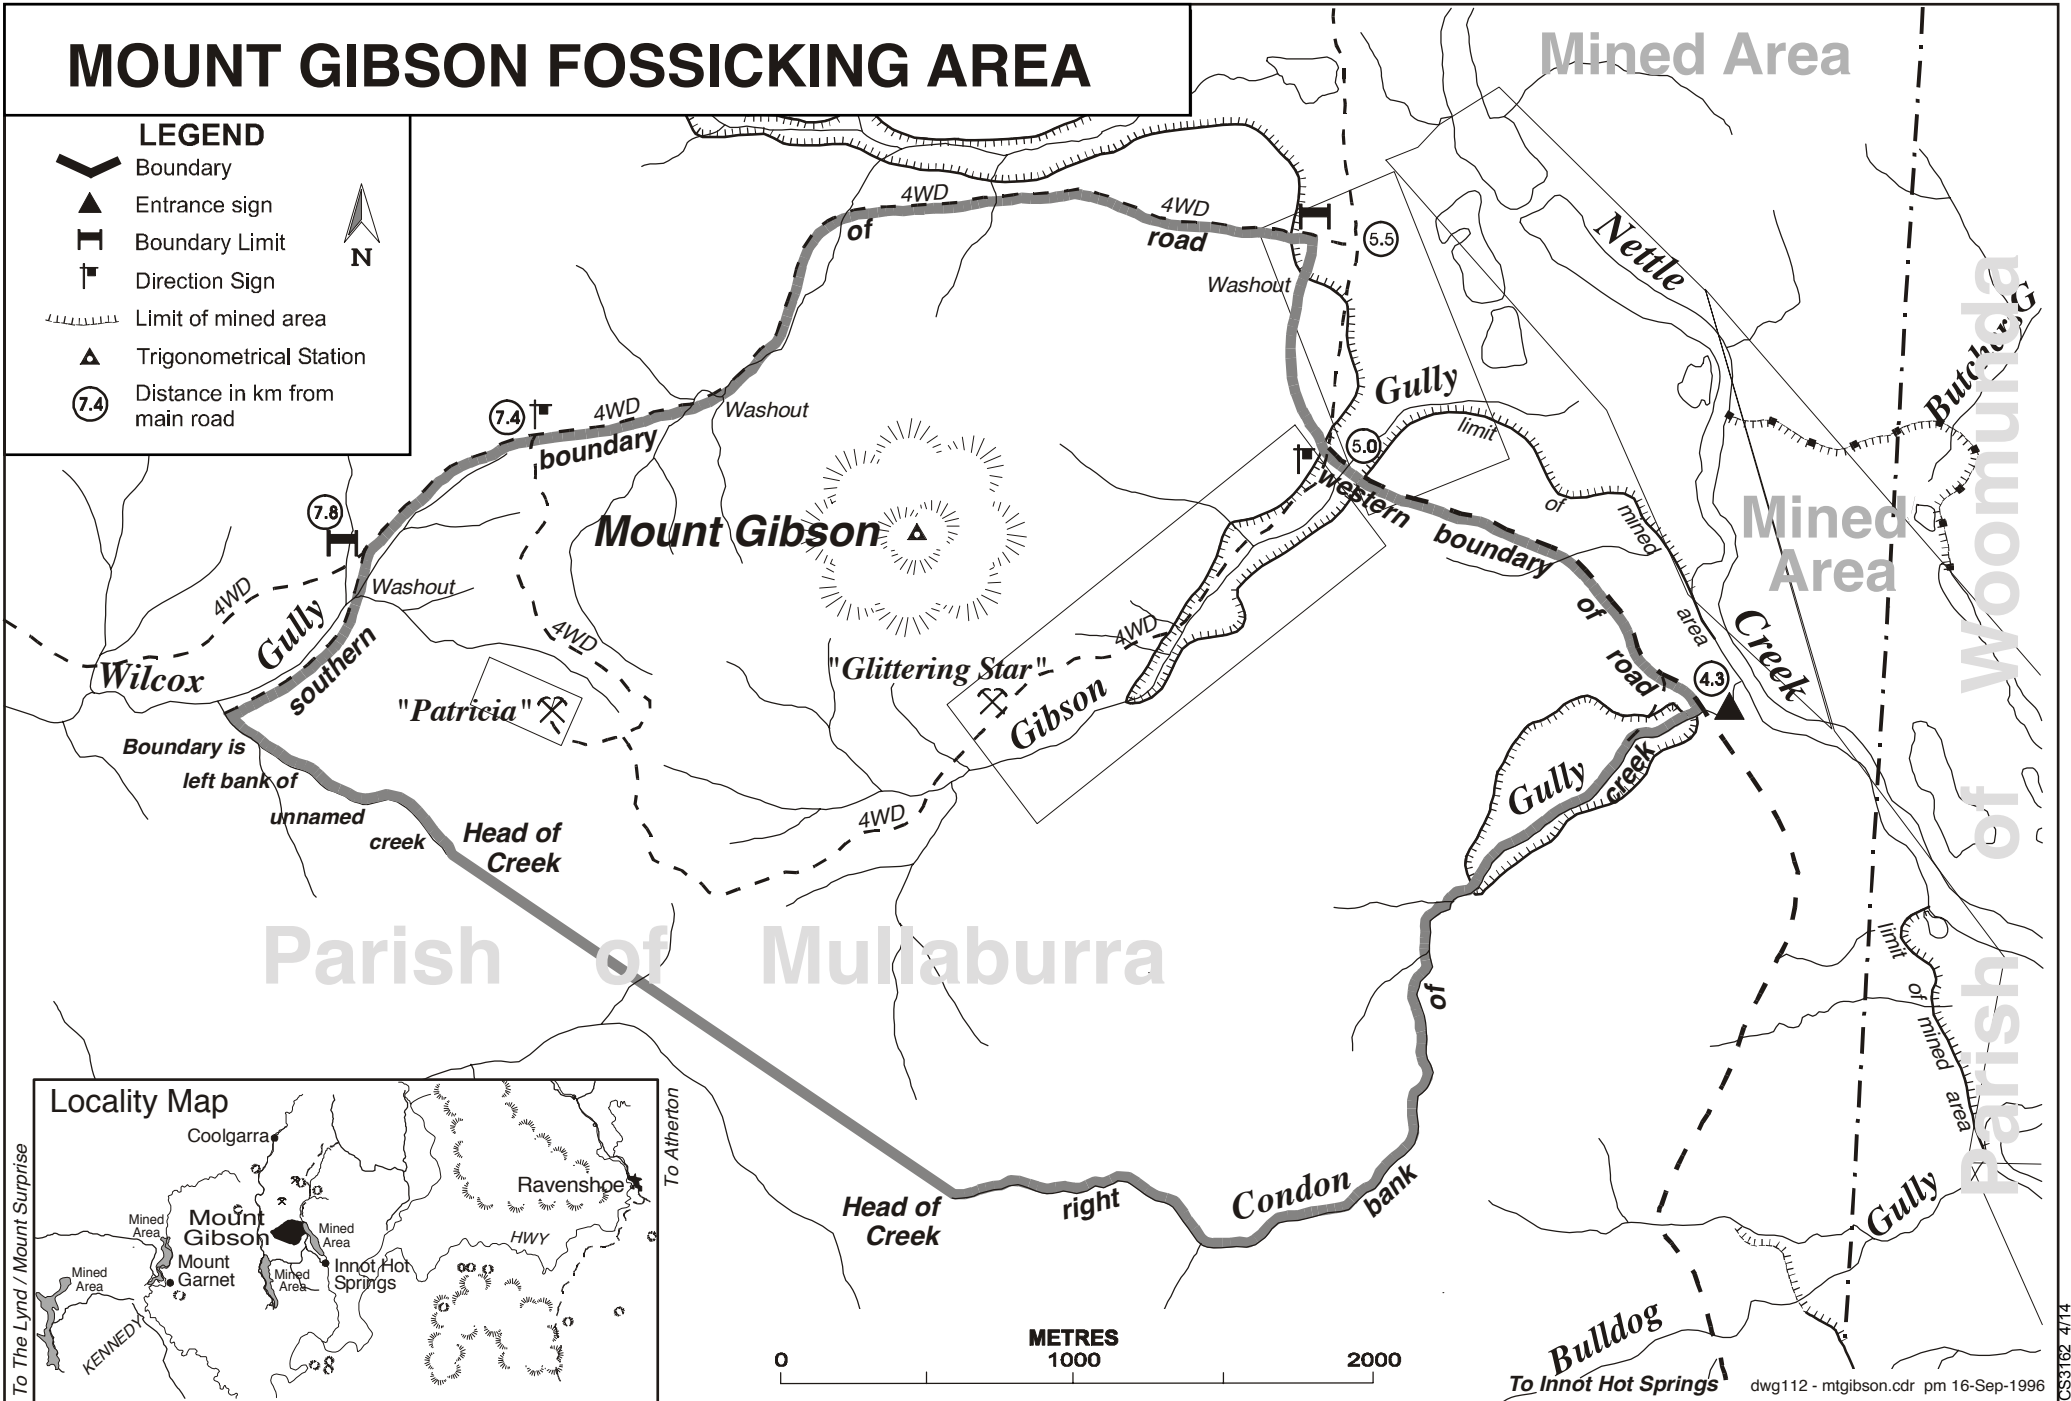 MOUNT GIBSON FOSSICKING AREA
LEGEND
Boundary
Entrance sign
Boundary Limit
Direction Sign
Limit of mined area
Trigonometrical Station
7.4
Distance in km from
main road
N
Mined Area
4WD
of
4WD
road
5.5
Washout
Nettle
Creek
Butchers G
Parish of Woomunda
Gully
limit
of
mined
area
Mined
Area
7.4
4WD
boundary
Washout
5.0
western
boundary
of
road
4.3
7.8
Mount Gibson
Washout
4WD
Wilcox
Gully
southern
4WD
"Patricia"
"Glittering Star"
4WD
Gibson
4WD
Boundary is
left bank of
unnamed
creek
Head of
Creek
Gully
creek
Parish of Mullaburra
of
limit
of
mined
area
Head of
Creek
right
Condon
bank
Gully
Bulldog
To Innot Hot Springs
METRES
0
1000
2000
Locality Map
Coolgarra
Ravenshoe
Mined
Area
Mount
Gibson
Mined
Area
HWY
Mount
Garnet
Innot Hot
Springs
Mined
Area
Mined
Area
KENNEDY
To The Lynd / Mount Surprise
To Atherton
dwg112 - mtgibson.cdr pm 16-Sep-1996
CS3162 4/14